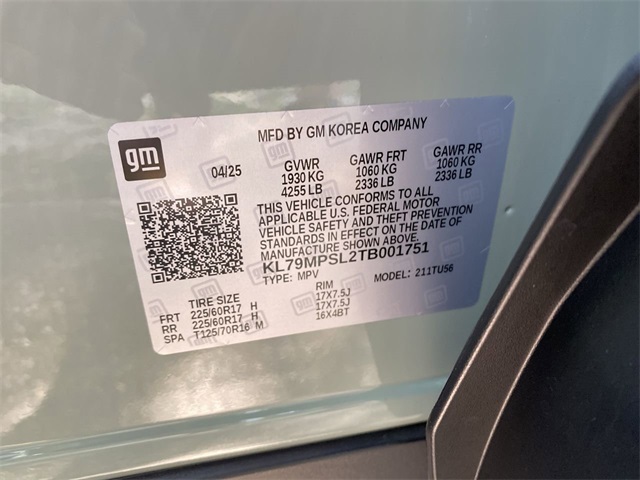 MFD BY GM KOREA COMPANY
gm
04/25
GVWR GAWR FRT GAWR RR
1930 KG 1060 KG 1060 KG
4255 LB 2336 LB 2336 LB
THIS VEHICLE CONFORMS TO ALL
APPLICABLE U.S. FEDERAL MOTOR
VEHICLE SAFETY AND THEFT PREVENTION
STANDARDS IN EFFECT ON THE DATE OF
MANUFACTURE SHOWN ABOVE.
KL79MPSL2TB001751
TYPE: MPV MODEL: 211TU56
TIRE SIZE RIM
FRT 225/60R17 H 17X7.5J
RR 225/60R17 H 17X7.5J
SPA T125/70R16 M 16X4BT